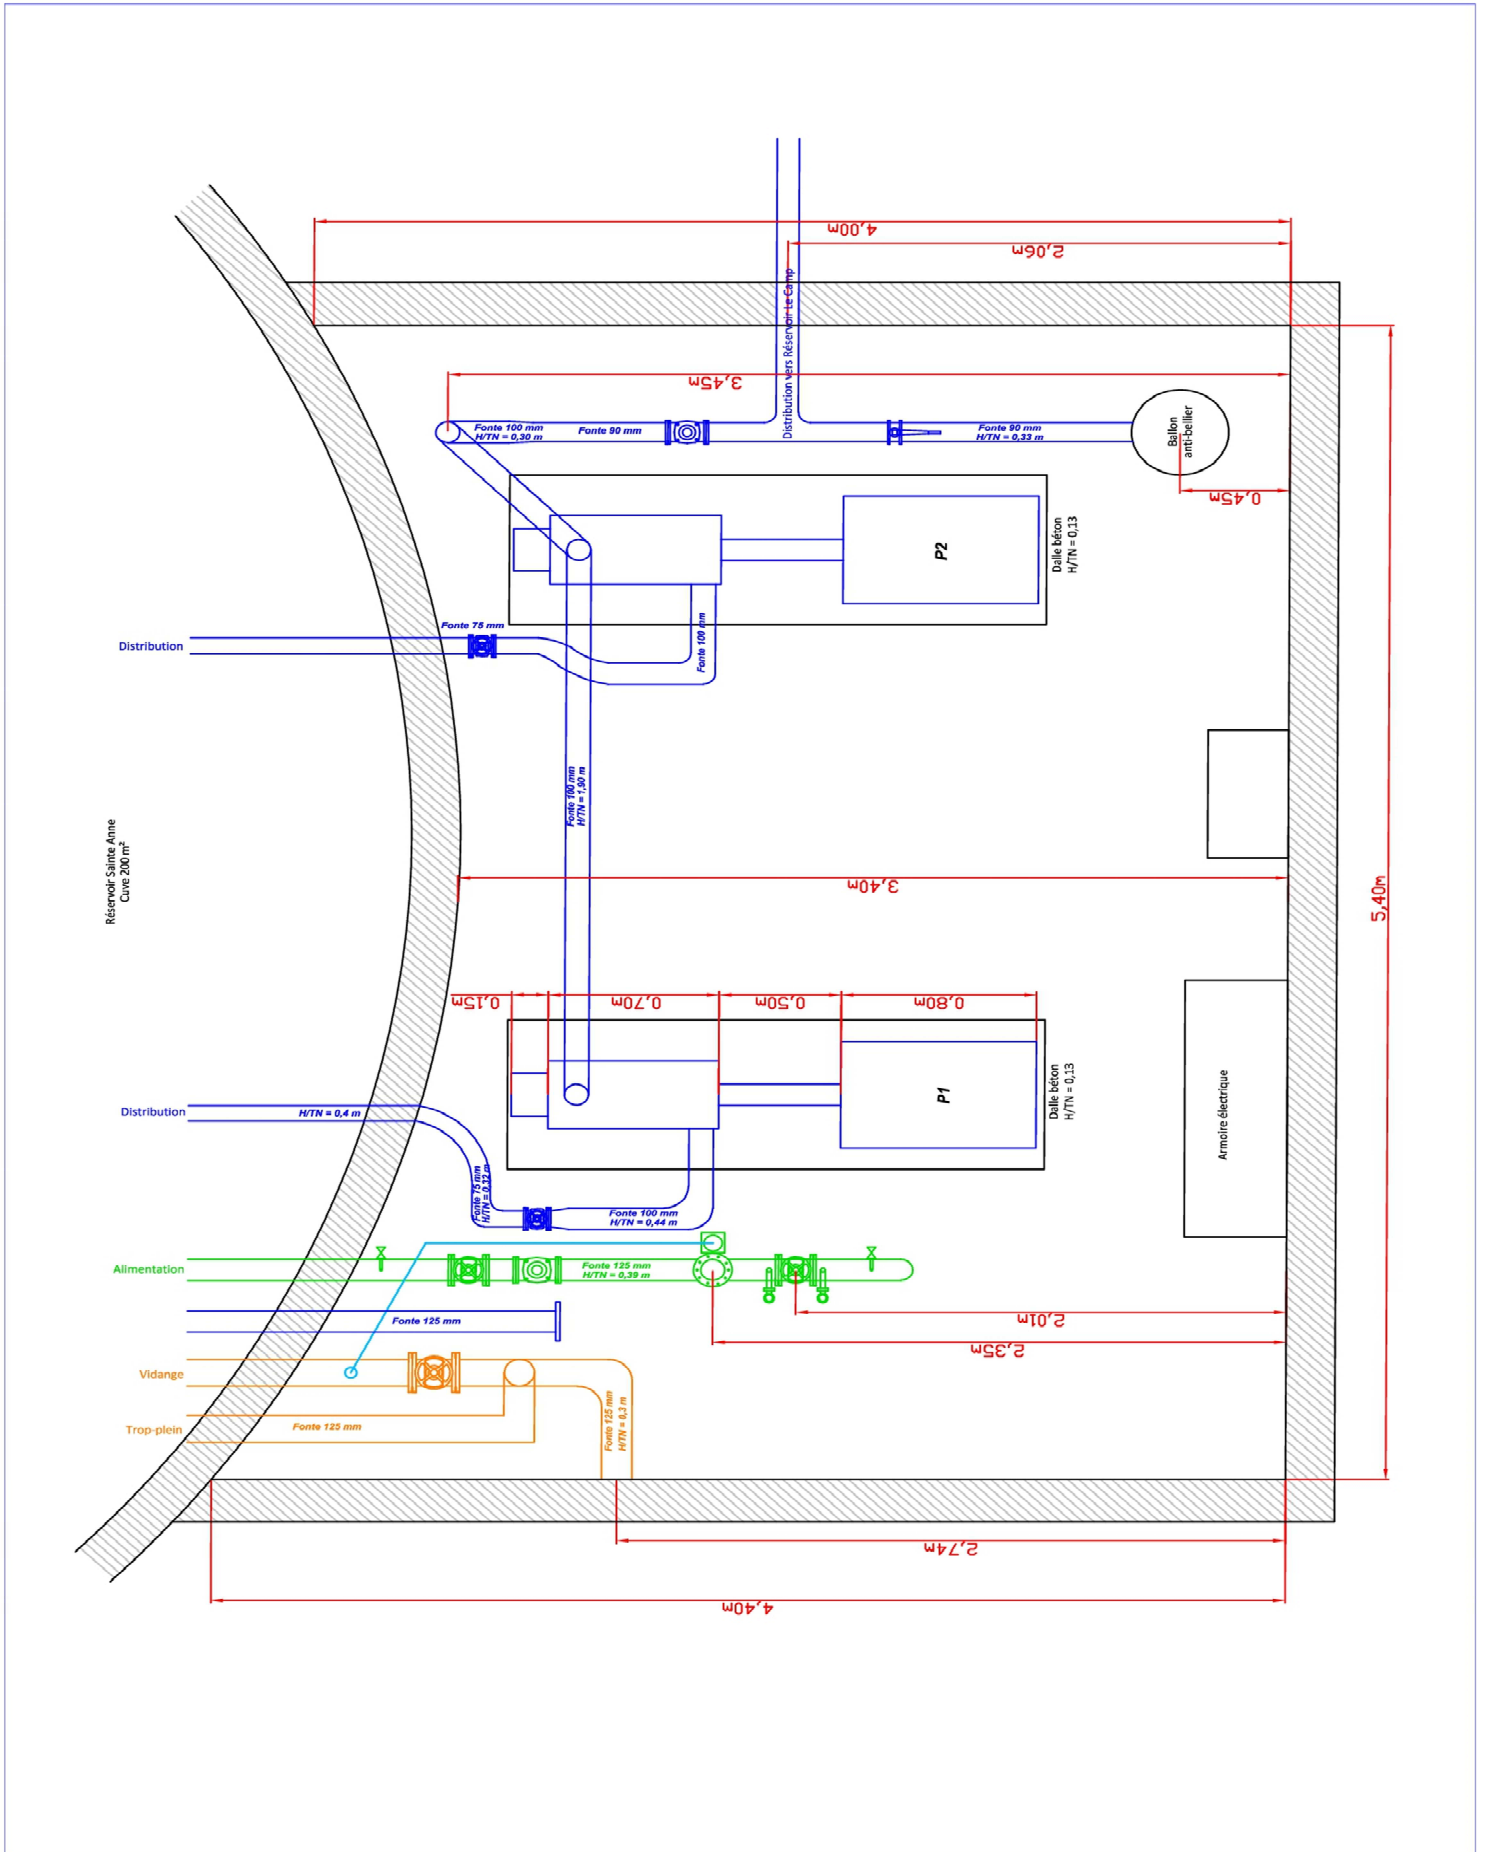 4,00m
2,06m
Distribution vers Réservoir Le Camp
3,45m
Fonte 100 mm
H/TN = 0,30 m
Fonte 90 mm
Fonte 90 mm
H/TN = 0,33 m
Ballon
anti-bellier
0,45m
P2
Dalle béton
H/TN = 0,13
Fonte 75 mm
Distribution
Fonte 100 mm
Fonte 100 mm
H/TN = 1,90 m
Réservoir Sainte Anne
Cuve 200 m²
3,40m
5,40m
0,15m
0,70m
0,50m
0,80m
P1
Dalle béton
H/TN = 0,13
Armoire électrique
Distribution
H/TN = 0,4 m
Fonte 75 mm
H/TN = 0,32 m
Fonte 100 mm
H/TN = 0,44 m
Alimentation
Fonte 125 mm
H/TN = 0,39 m
2,01m
Fonte 125 mm
2,35m
Vidange
Fonte 125 mm
H/TN = 0,3 m
Trop-plein
Fonte 125 mm
2,74m
4,40m